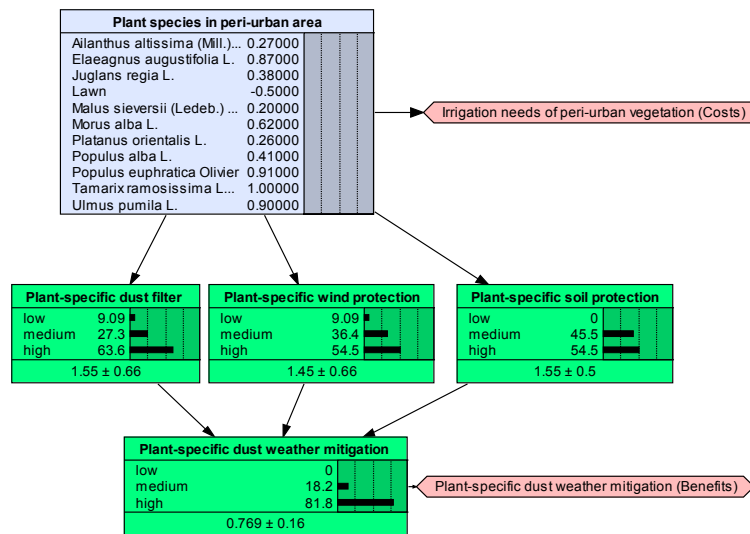 Plant species in peri-urban area
Ailanthus altissima (Mill.)... 0.27000
Elaeagnus augustifolia L. 0.87000
Juglans regia L. 0.38000
Lawn -0.5000
Malus sieversii (Ledeb.) ... 0.20000
Morus alba L. 0.62000
Platanus orientalis L. 0.26000
Populus alba L. 0.41000
Populus euphratica Olivier 0.91000
Tamarix ramosissima L... 1.00000
Ulmus pumila L. 0.90000
Irrigation needs of peri-urban vegetation (Costs)
Plant-specific dust filter
low 9.09
medium 27.3
high 63.6
1.55 ± 0.66
Plant-specific wind protection
low 9.09
medium 36.4
high 54.5
1.45 ± 0.66
Plant-specific soil protection
low 0
medium 45.5
high 54.5
1.55 ± 0.5
Plant-specific dust weather mitigation
low 0
medium 18.2
high 81.8
0.769 ± 0.16
Plant-specific dust weather mitigation (Benefits)